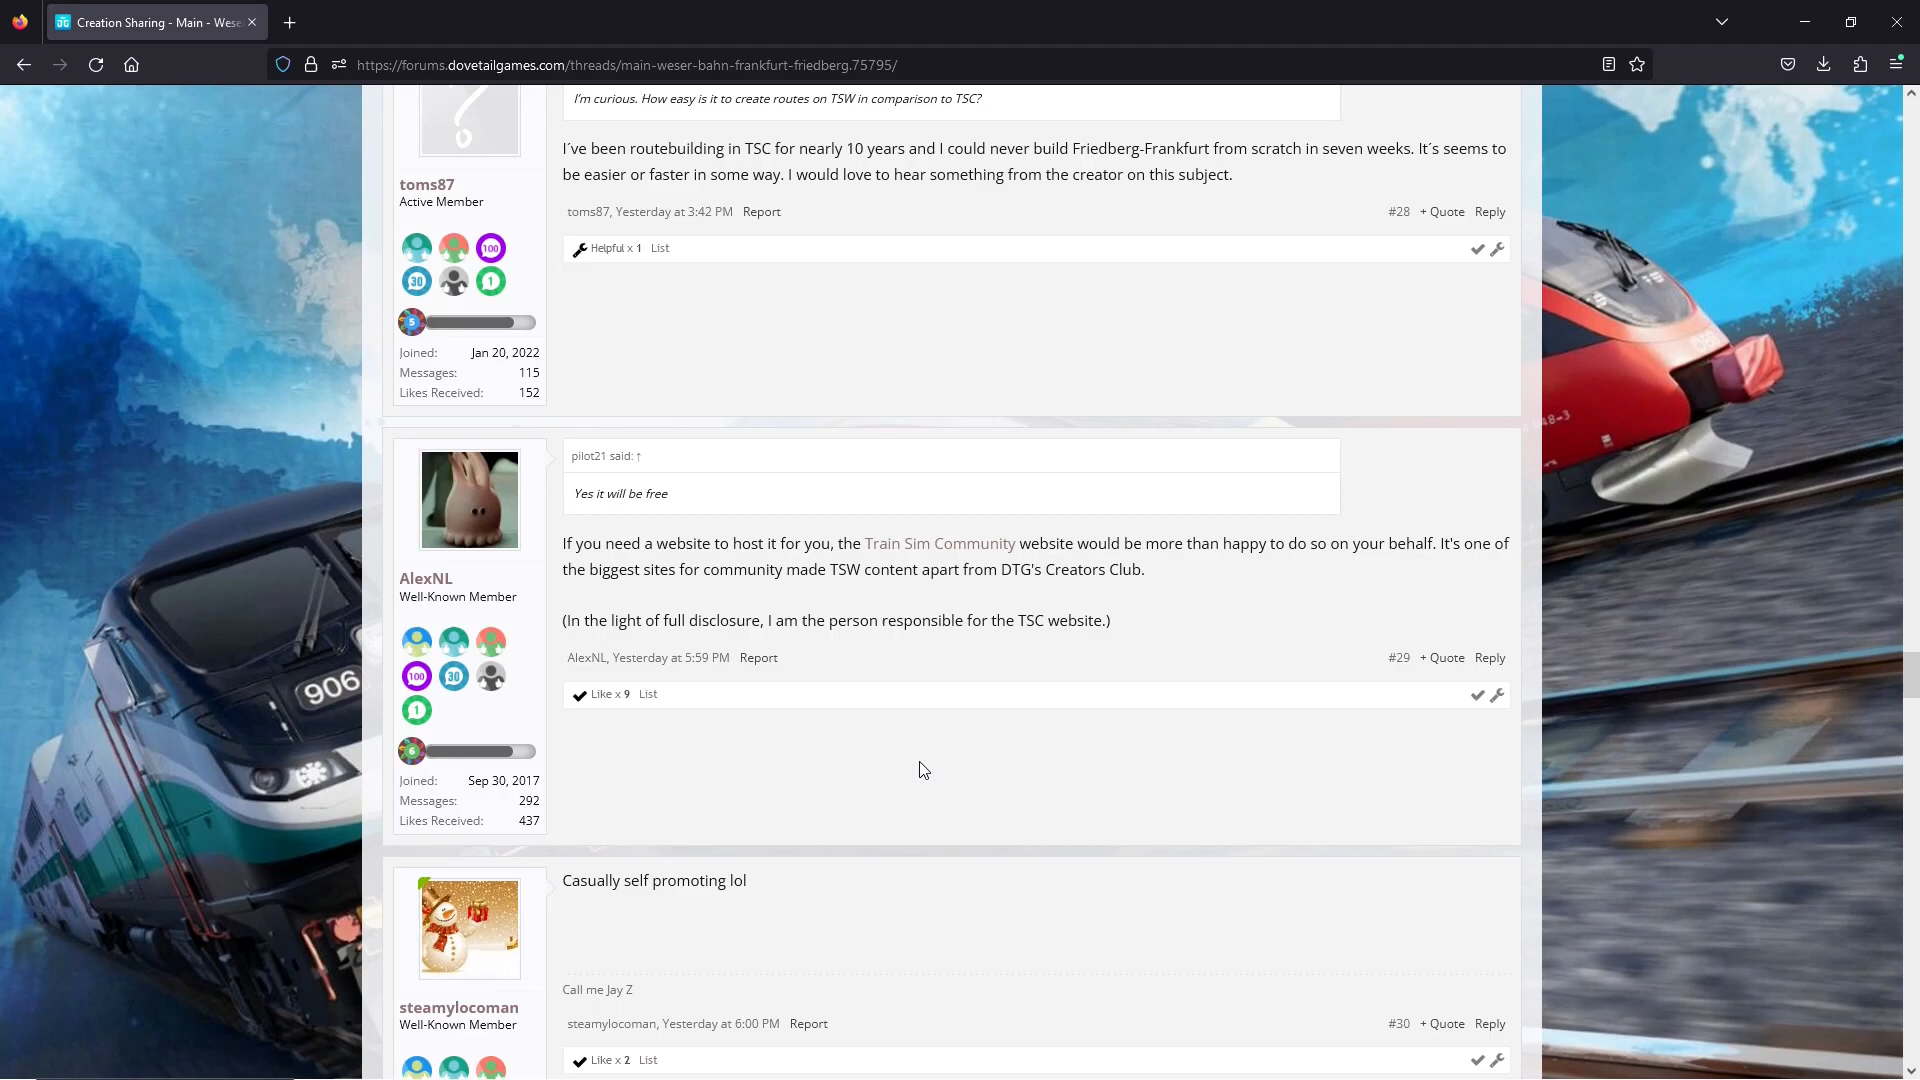 Creation Sharing - Main - Wese
https://forums.dovetailgames.com/threads/main-weser-bahn-frankfurt-friedberg.75795/
I'm curious. How easy is it to create routes on TSW in comparison to TSC?
I´ve been routebuilding in TSC for nearly 10 years and I could never build Friedberg-Frankfurt from scratch in seven weeks. It´s seems to
be easier or faster in some way. I would love to hear something from the creator on this subject.
toms87
Active Member
toms87, Yesterday at 3:42 PM Report
#28 + Quote Reply
Helpful x 1 List
100
30 1
5
Joined: Jan 20, 2022
Messages: 115
Likes Received: 152
048-3
906
pilot21 said: ↑
Yes it will be free
If you need a website to host it for you, the Train Sim Community website would be more than happy to do so on your behalf. It's one of
the biggest sites for community made TSW content apart from DTG's Creators Club.
(In the light of full disclosure, I am the person responsible for the TSC website.)
AlexNL
Well-Known Member
AlexNL, Yesterday at 5:59 PM Report
#29 + Quote Reply
Like x 9 List
100 30
1
6
Joined: Sep 30, 2017
Messages: 292
Likes Received: 437
Casually self promoting lol
Call me Jay Z
steamylocoman
Well-Known Member
steamylocoman, Yesterday at 6:00 PM Report
#30 + Quote Reply
Like x 2 List